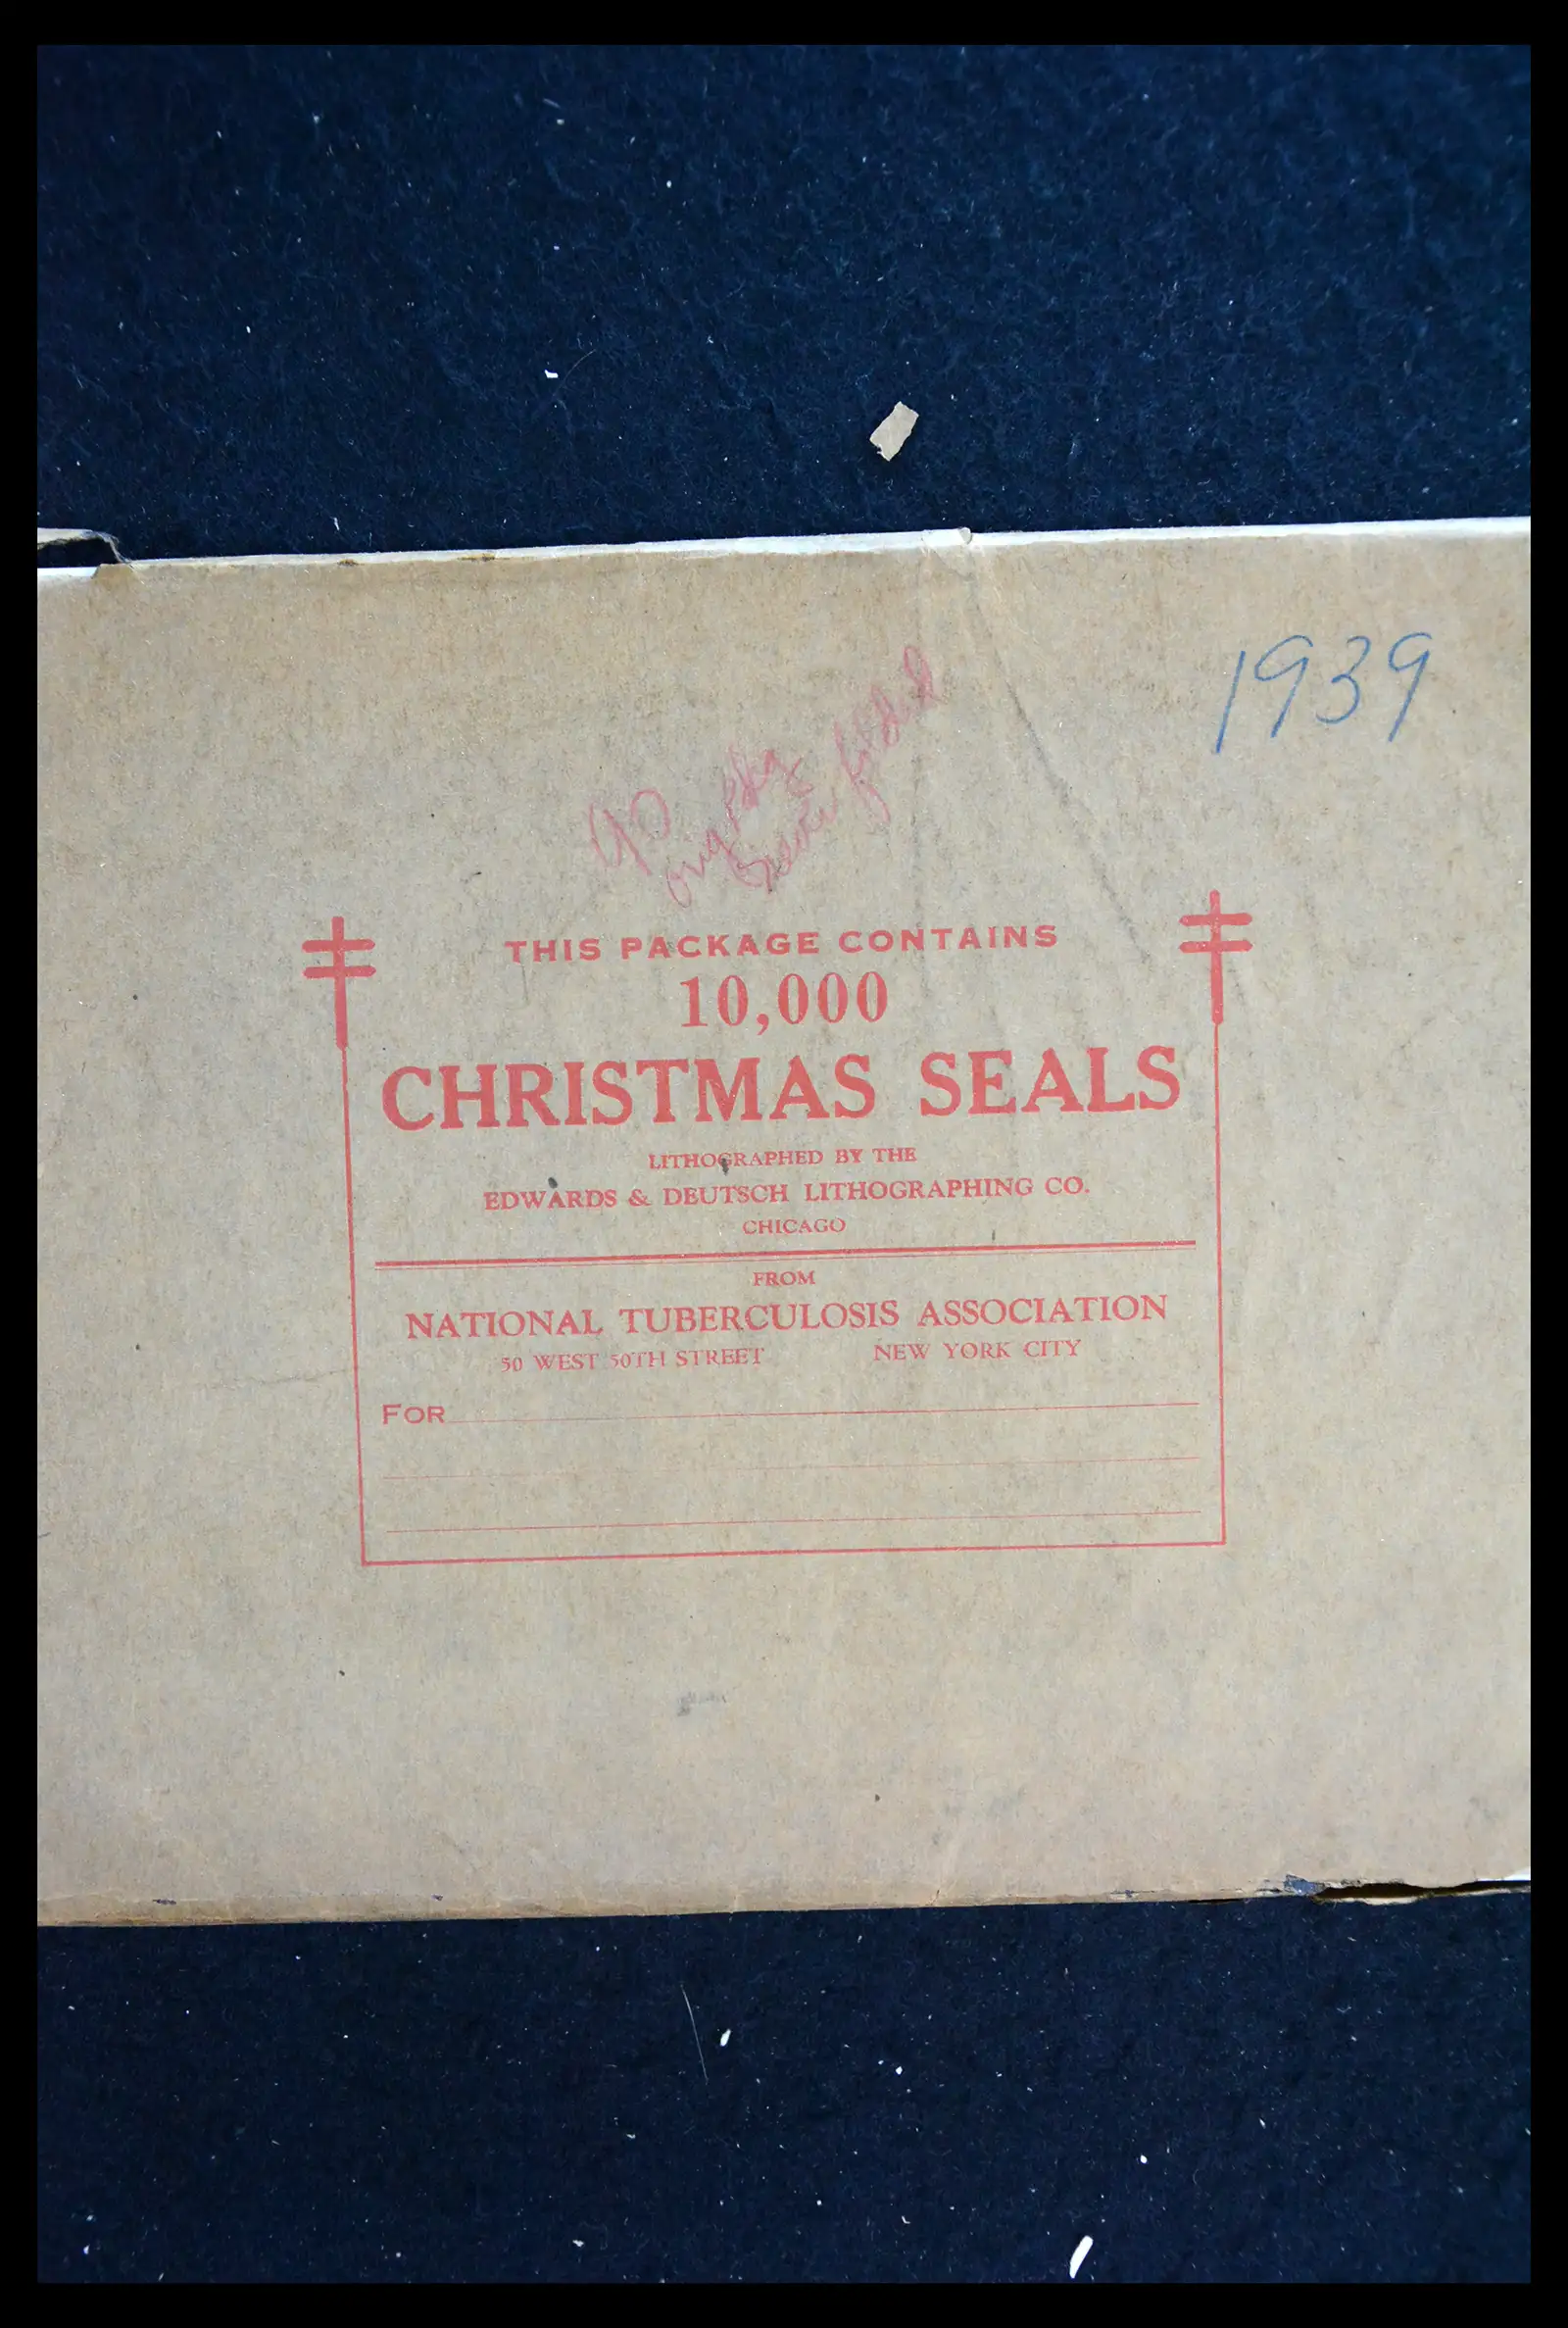 1939
THIS PACKAGE CONTAINS
10,000
CHRISTMAS SEALS
LITHOGRAPHED BY THE
EDWARDS & DEUTSCH LITHOGRAPHING CO.
CHICAGO
FROM
NATIONAL TUBERCULOSIS ASSOCIATION
50 WEST 50TH STREET NEW YORK CITY
FOR